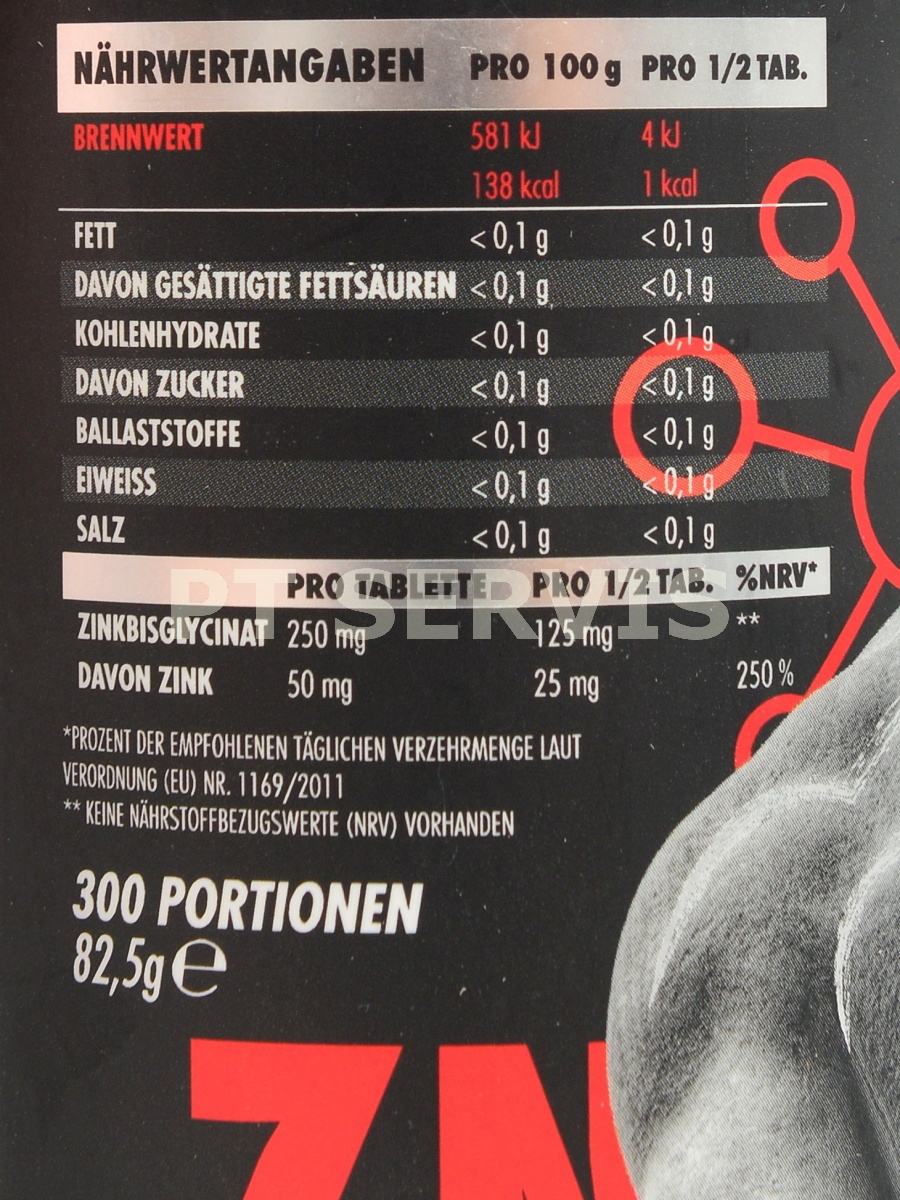 NÄHRWERTANGABEN PRO 100 g PRO 1/2 TAB.
BRENNWERT 581 kJ 4 kJ
138 kcal 1 kcal
FETT < 0,1 g < 0,1 g
DAVON GESÄTTIGTE FETTSÄUREN < 0,1 g < 0,1 g
KOHLENHYDRATE < 0,1 g < 0,1 g
DAVON ZUCKER < 0,1 g < 0,1 g
BALLASTSTOFFE < 0,1 g < 0,1 g
EIWEISS < 0,1 g < 0,1 g
SALZ < 0,1 g < 0,1 g
PRO TABLETTE PRO 1/2 TAB. %NRV*
PT SERVIS
ZINKBISGLYCINAT 250 mg 125 mg **
DAVON ZINK 50 mg 25 mg 250 %
*PROZENT DER EMPFOHLENEN TÄGLICHEN VERZEHRMENGE LAUT
VERORDNUNG (EU) NR. 1169/2011
** KEINE NÄHRSTOFFBEZUGSWERTE (NRV) VORHANDEN
300 PORTIONEN
82,5g e
ZN